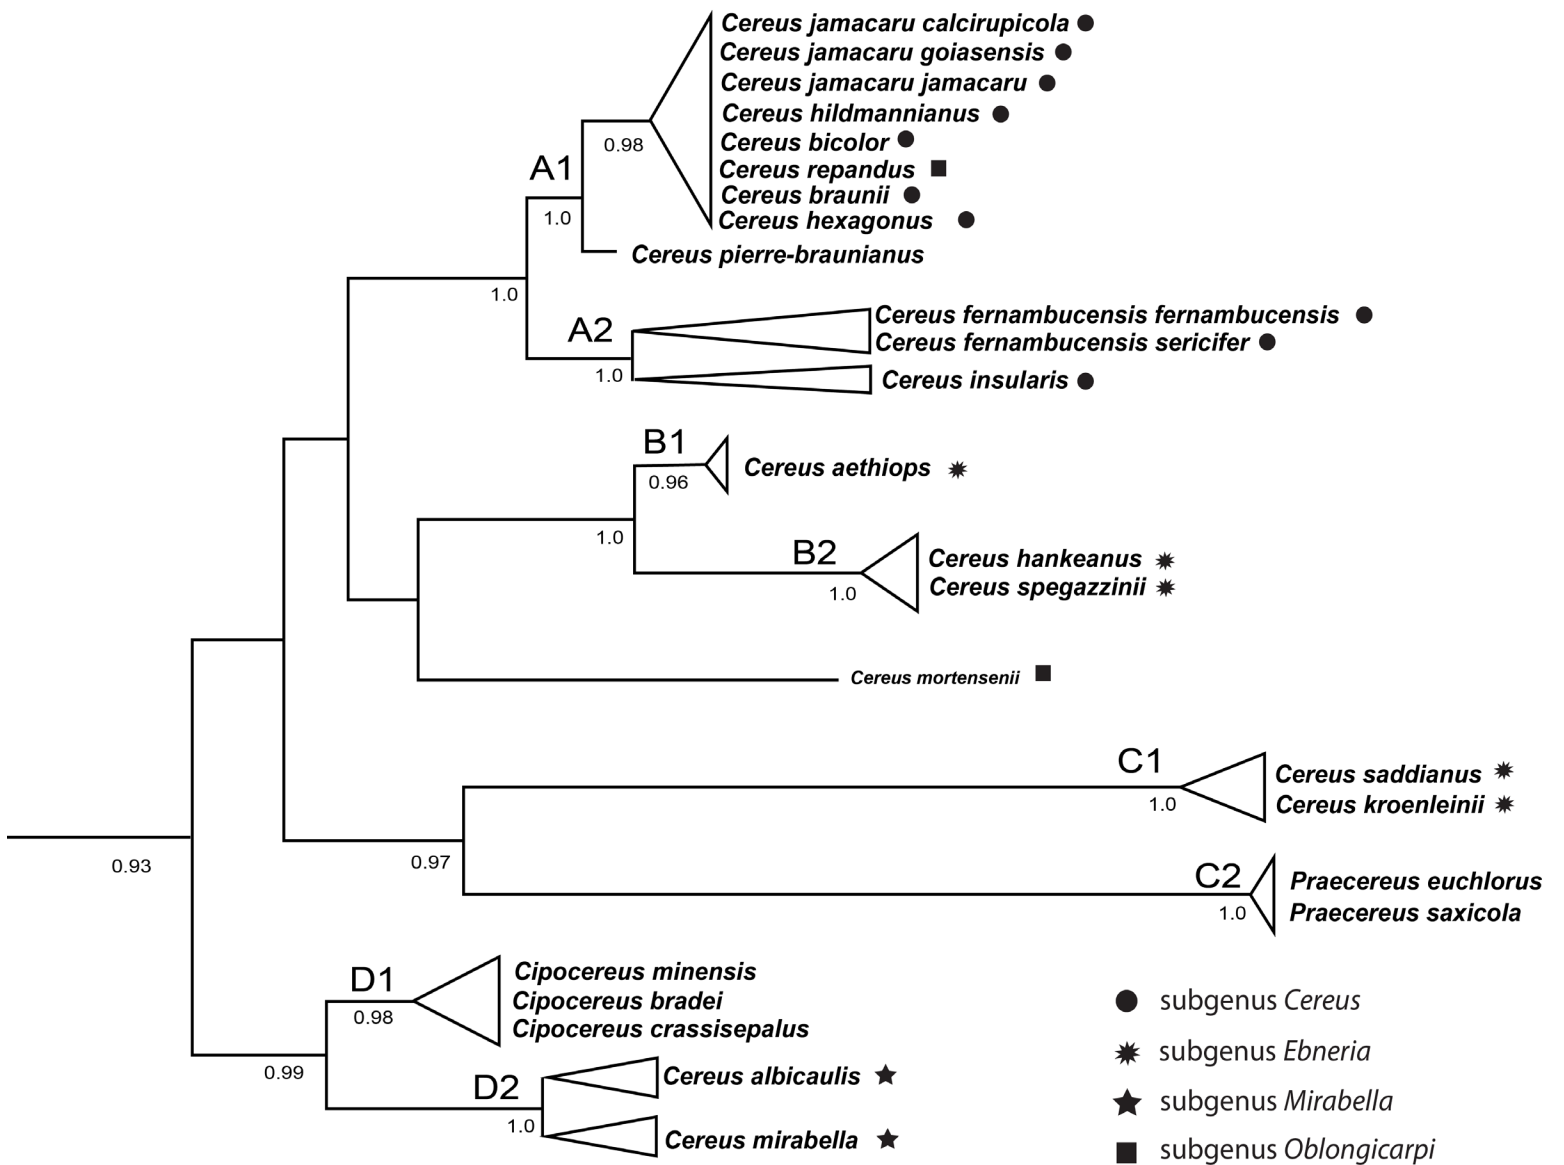 Cereus jamacaru calcirupicola
Cereus jamacaru goiasensis
Cereus jamacaru jamacaru
Cereus hildmannianus
Cereus bicolor
0.98
A1
Cereus repandus
Cereus braunii
Cereus hexagonus
1.0
Cereus pierre-braunianus
1.0
Cereus fernambucensis fernambucensis
A2
Cereus fernambucensis sericifer
1.0
Cereus insularis
B1
Cereus aethiops
0.96
1.0
B2
Cereus hankeanus
Cereus spegazzinii
1.0
Cereus mortensenii
C1
Cereus saddianus
1.0
Cereus kroenleinii
0.93
0.97
C2
Praecereus euchlorus
1.0
Praecereus saxicola
D1
Cipocereus minensis
Cipocereus bradei
0.98
Cipocereus crassisepalus
0.99
D2
Cereus albicaulis
1.0
Cereus mirabella
subgenus Cereus
subgenus Ebneria
subgenus Mirabella
subgenus Oblongicarpi